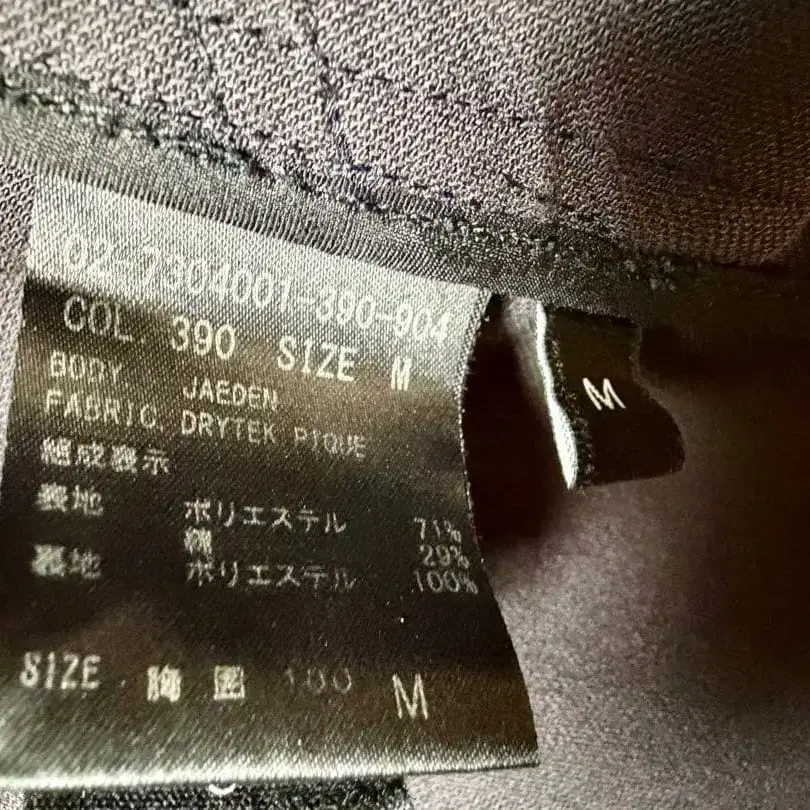 02-7304001-390-904
COL 390 SIZE M
BODY JAEDEN
FABRIC DRYTEK PIQUE
組成表示
表地 ポリエステル 71%
綿 29%
裏地 ポリエステル 100%
SIZE 胸囲 100 M
M